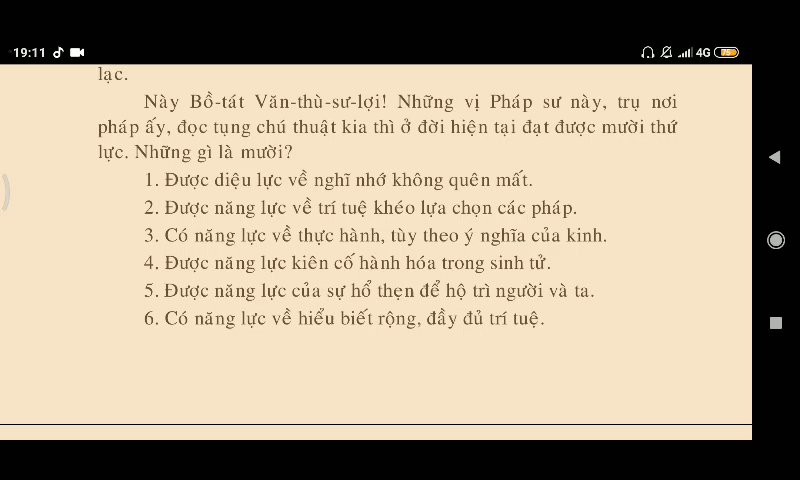 19:11
4G
75
lạc.
Này Bồ-tát Văn-thù-sư-lợi! Những vị Pháp sư này, trụ nơi
pháp ấy, đọc tụng chú thuật kia thì ở đời hiện tại đạt được mười thứ
lực. Những gì là mười?
1. Được diệu lực về nghĩ nhớ không quên mất.
2. Được năng lực về trí tuệ khéo lựa chọn các pháp.
3. Có năng lực về thực hành, tùy theo ý nghĩa của kinh.
4. Được năng lực kiên cố hành hóa trong sinh tử.
5. Được năng lực của sự hổ thẹn để hộ trì người và ta.
6. Có năng lực về hiểu biết rộng, đầy đủ trí tuệ.